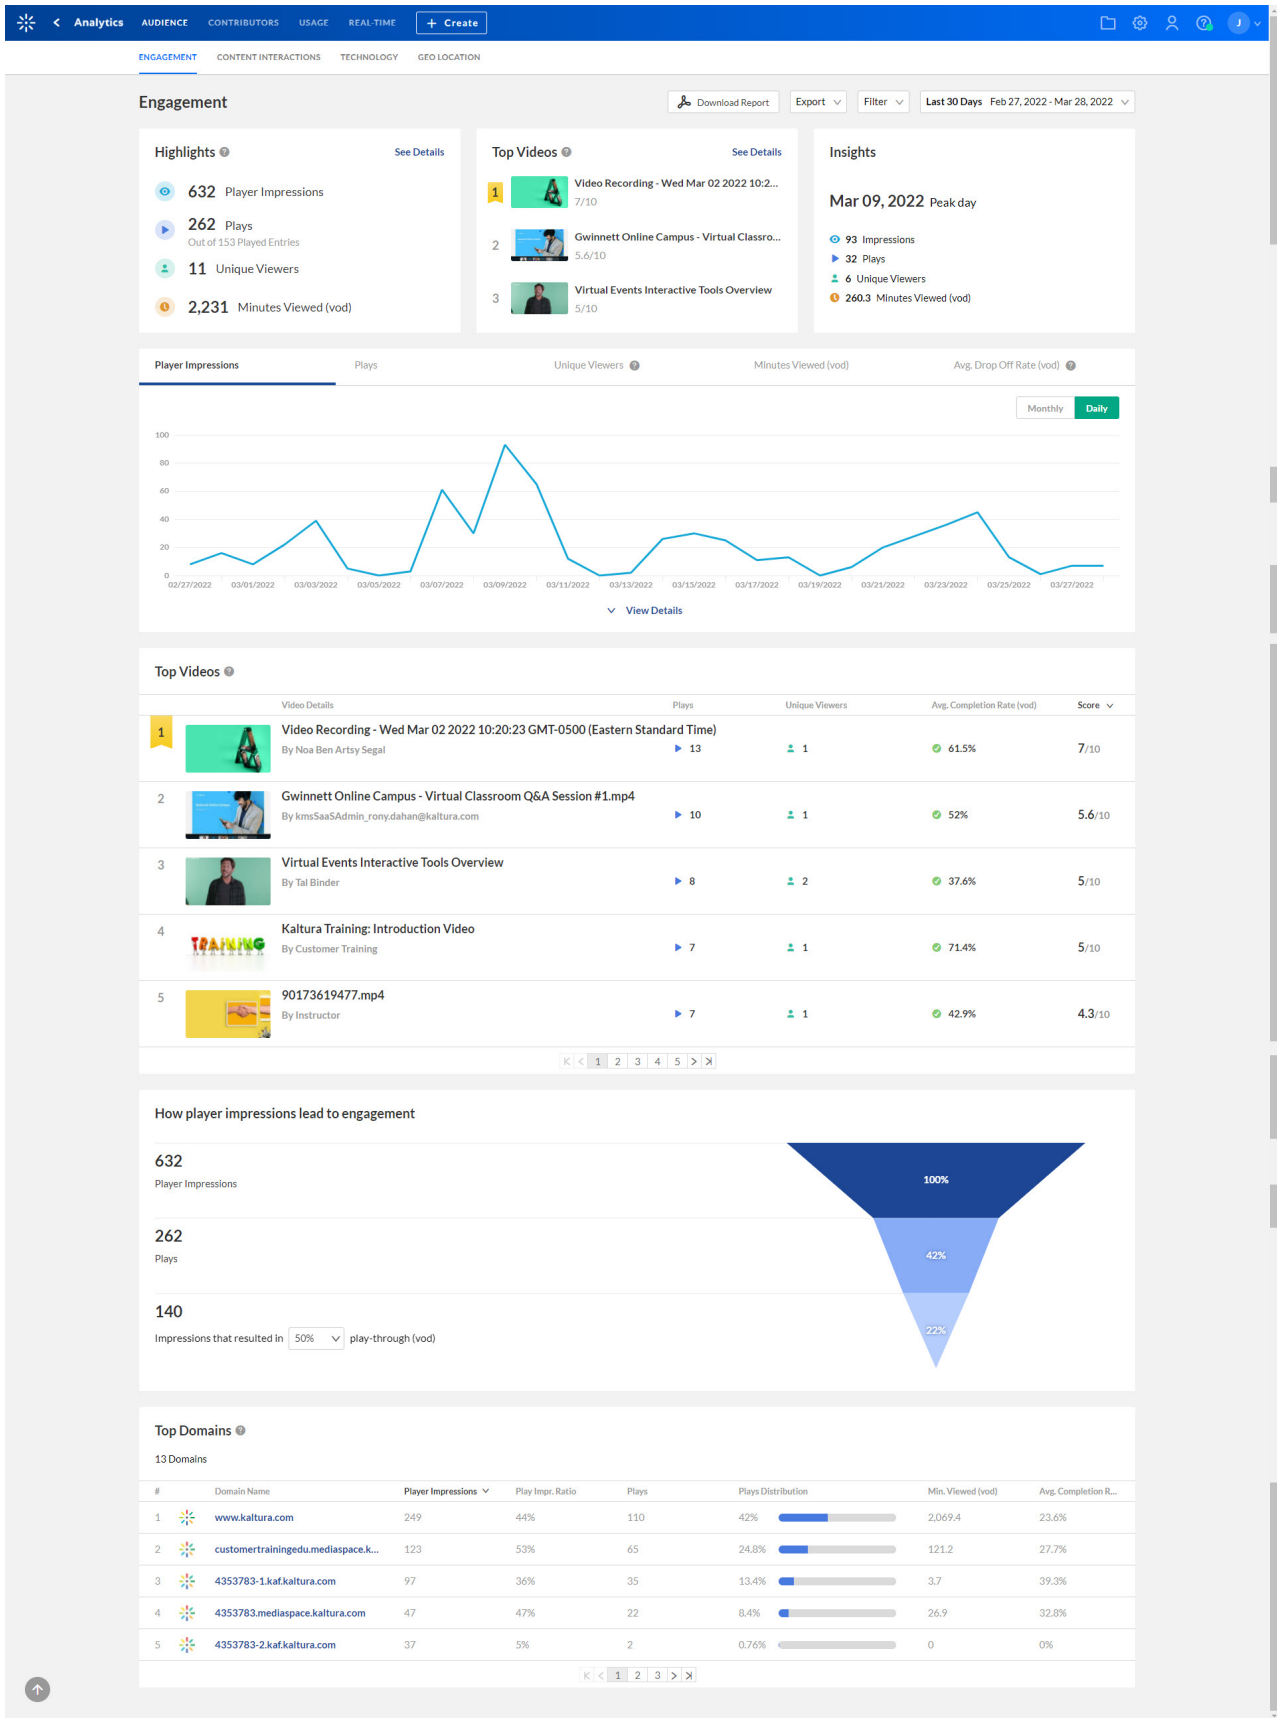 Analytics AUDIENCE CONTRIBUTORS USAGE REAL-TIME + Create J
ENGAGEMENT CONTENT INTERACTIONS TECHNOLOGY GEO LOCATION
Engagement Download Report Export Filter Last 30 Days Feb 27, 2022 - Mar 28, 2022
Highlights See Details
632 Player Impressions
262 Plays
Out of 153 Played Entries
11 Unique Viewers
2,231 Minutes Viewed (vod)
Top Videos See Details
1 Video Recording - Wed Mar 02 2022 10:2...
7/10
2 Gwinnett Online Campus - Virtual Classro...
5.6/10
3 Virtual Events Interactive Tools Overview
5/10
Insights
Mar 09, 2022 Peak day
93 Impressions
32 Plays
6 Unique Viewers
260.3 Minutes Viewed (vod)
Player Impressions Plays Unique Viewers Minutes Viewed (vod) Avg. Drop Off Rate (vod)
Monthly Daily
100
80
60
40
20
0
02/27/2022 03/01/2022 03/03/2022 03/05/2022 03/07/2022 03/09/2022 03/11/2022 03/13/2022 03/15/2022 03/17/2022 03/19/2022 03/21/2022 03/23/2022 03/25/2022 03/27/2022
View Details
Top Videos
Video Details Plays Unique Viewers Avg. Completion Rate (vod) Score
1 Video Recording - Wed Mar 02 2022 10:20:23 GMT-0500 (Eastern Standard Time)
By Noa Ben Artsy Segal 13 1 61.5% 7/10
2 Gwinnett Online Campus - Virtual Classroom Q&A Session #1.mp4
By kmsSaaSAdmin_rony.dahan@kaltura.com 10 1 52% 5.6/10
3 Virtual Events Interactive Tools Overview
By Tal Binder 8 2 37.6% 5/10
4 Kaltura Training: Introduction Video
TRAINING By Customer Training 7 1 71.4% 5/10
5 90173619477.mp4
By Instructor 7 1 42.9% 4.3/10
1 2 3 4 5
How player impressions lead to engagement
632
Player Impressions
100%
262
Plays
42%
140
Impressions that resulted in 50% play-through (vod)
22%
Top Domains
13 Domains
# Domain Name Player Impressions Play Impr. Ratio Plays Plays Distribution Min. Viewed (vod) Avg. Completion R...
1 www.kaltura.com 249 44% 110 42% 2,069.4 23.6%
2 customertrainingedu.mediaspace.k... 123 53% 65 24.8% 121.2 27.7%
3 4353783-1.kaf.kaltura.com 97 36% 35 13.4% 3.7 39.3%
4 4353783.mediaspace.kaltura.com 47 47% 22 8.4% 26.9 32.8%
5 4353783-2.kaf.kaltura.com 37 5% 2 0.76% 0 0%
1 2 3